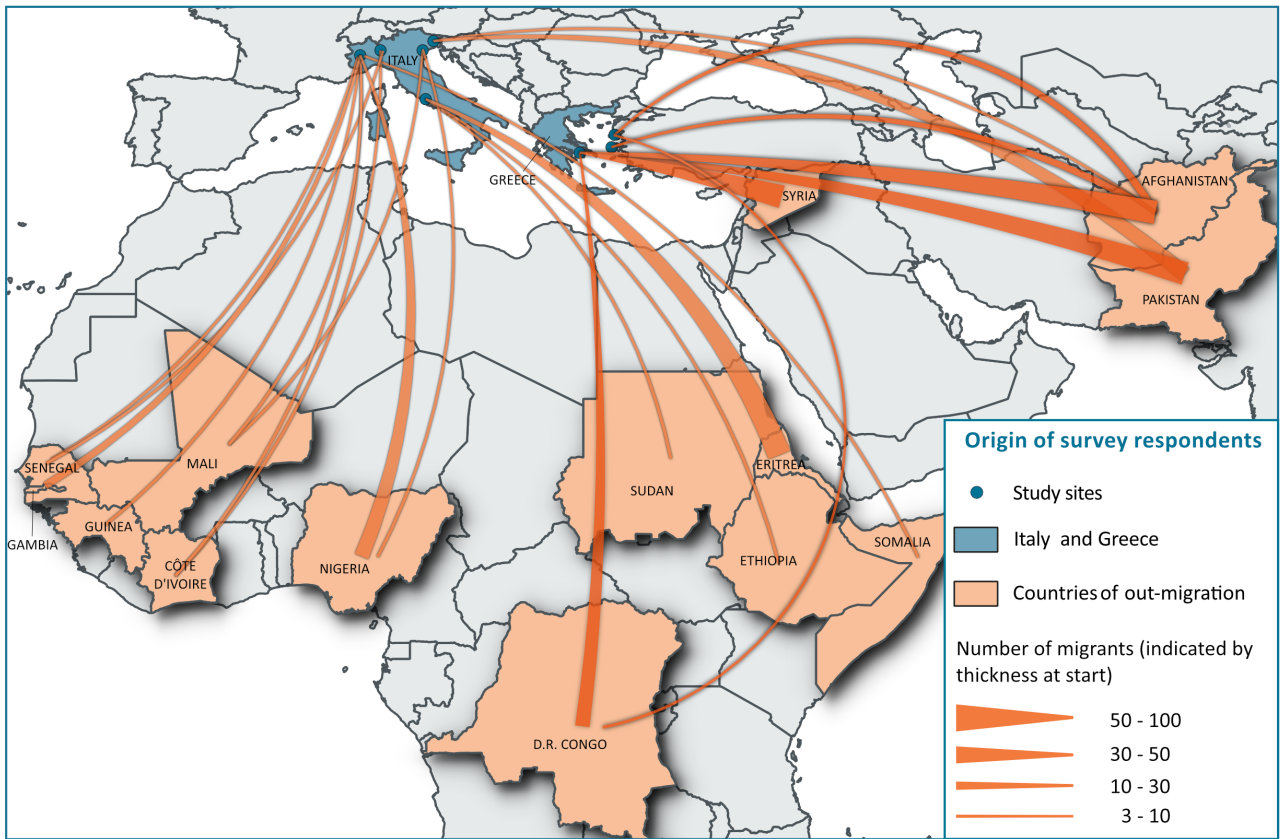 ITALY
GREECE
SYRIA
AFGHANISTAN
PAKISTAN
SENEGAL
MALI
GAMBIA
GUINEA
CÔTE
D'IVOIRE
NIGERIA
SUDAN
ERITREA
ETHIOPIA
SOMALIA
D.R. CONGO
Origin of survey respondents
Study sites
Italy and Greece
Countries of out-migration
Number of migrants (indicated by
thickness at start)
50 - 100
30 - 50
10 - 30
3 - 10